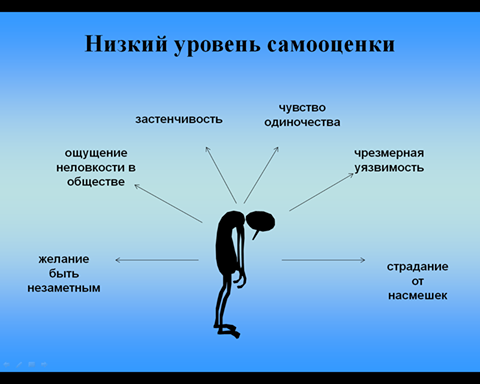 Низкий уровень самооценки
застенчивость
чувство
одиночества
ощущение
неловкости в
обществе
чрезмерная
уязвимость
желание
быть
незаметным
страдание
от
насмешек